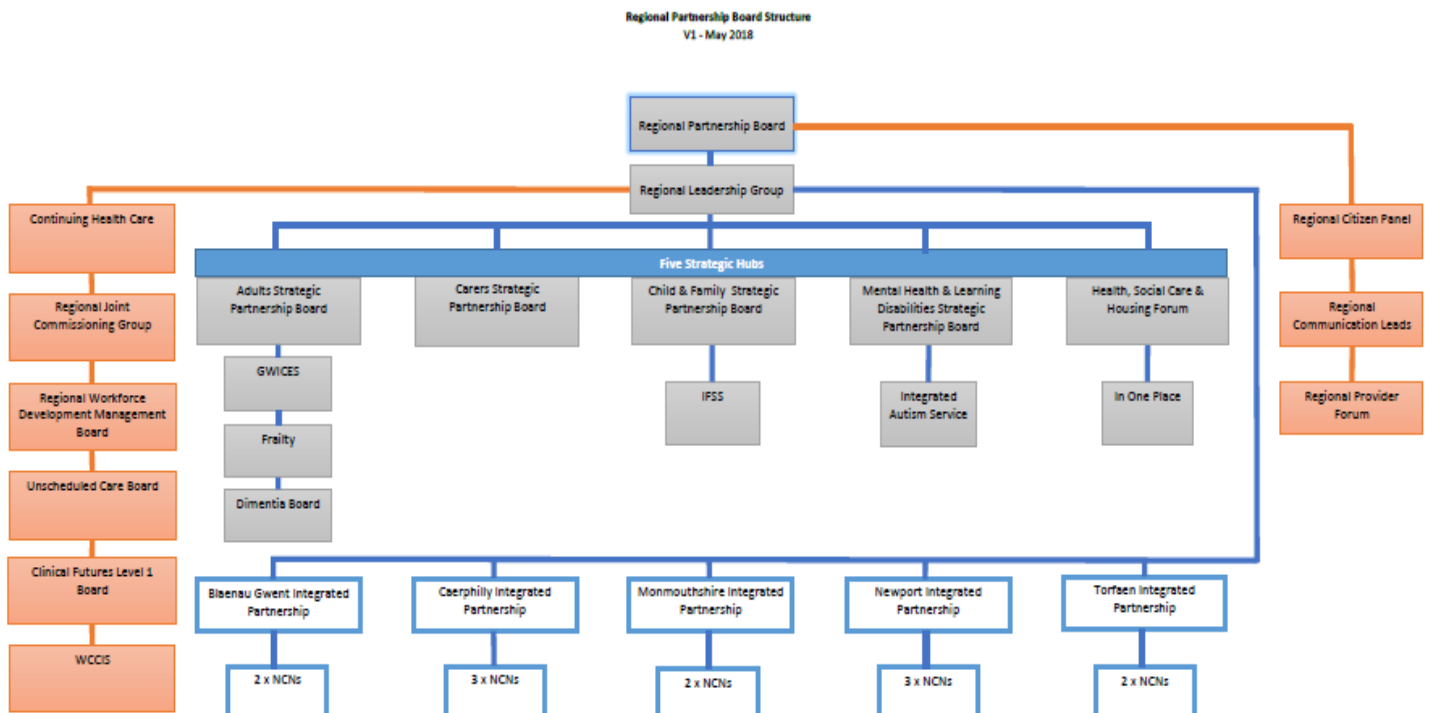 Regional Partnership Board Structure
V1 - May 2018
Regional Partnership Board
Regional Leadership Group
Continuing Health Care
Regional Joint
Commissioning Group
Regional Workforce
Development Management
Board
Unscheduled Care Board
Clinical Futures Level 1
Board
WCCIS
Regional Citizen Panel
Regional
Communication Leads
Regional Provider
Forum
Five Strategic Hubs
Adults Strategic
Partnership Board
GWICES
Frailty
Dimentia Board
Carers Strategic
Partnership Board
Child & Family Strategic
Partnership Board
IFSS
Mental Health & Learning
Disabilities Strategic
Partnership Board
Integrated
Autism Service
Health, Social Care &
Housing Forum
In One Place
Blaenau Gwent Integrated
Partnership
2 x NCNs
Caerphilly Integrated
Partnership
3 x NCNs
Monmouthshire Integrated
Partnership
2 x NCNs
Newport Integrated
Partnership
3 x NCNs
Torfaen Integrated
Partnership
2 x NCNs